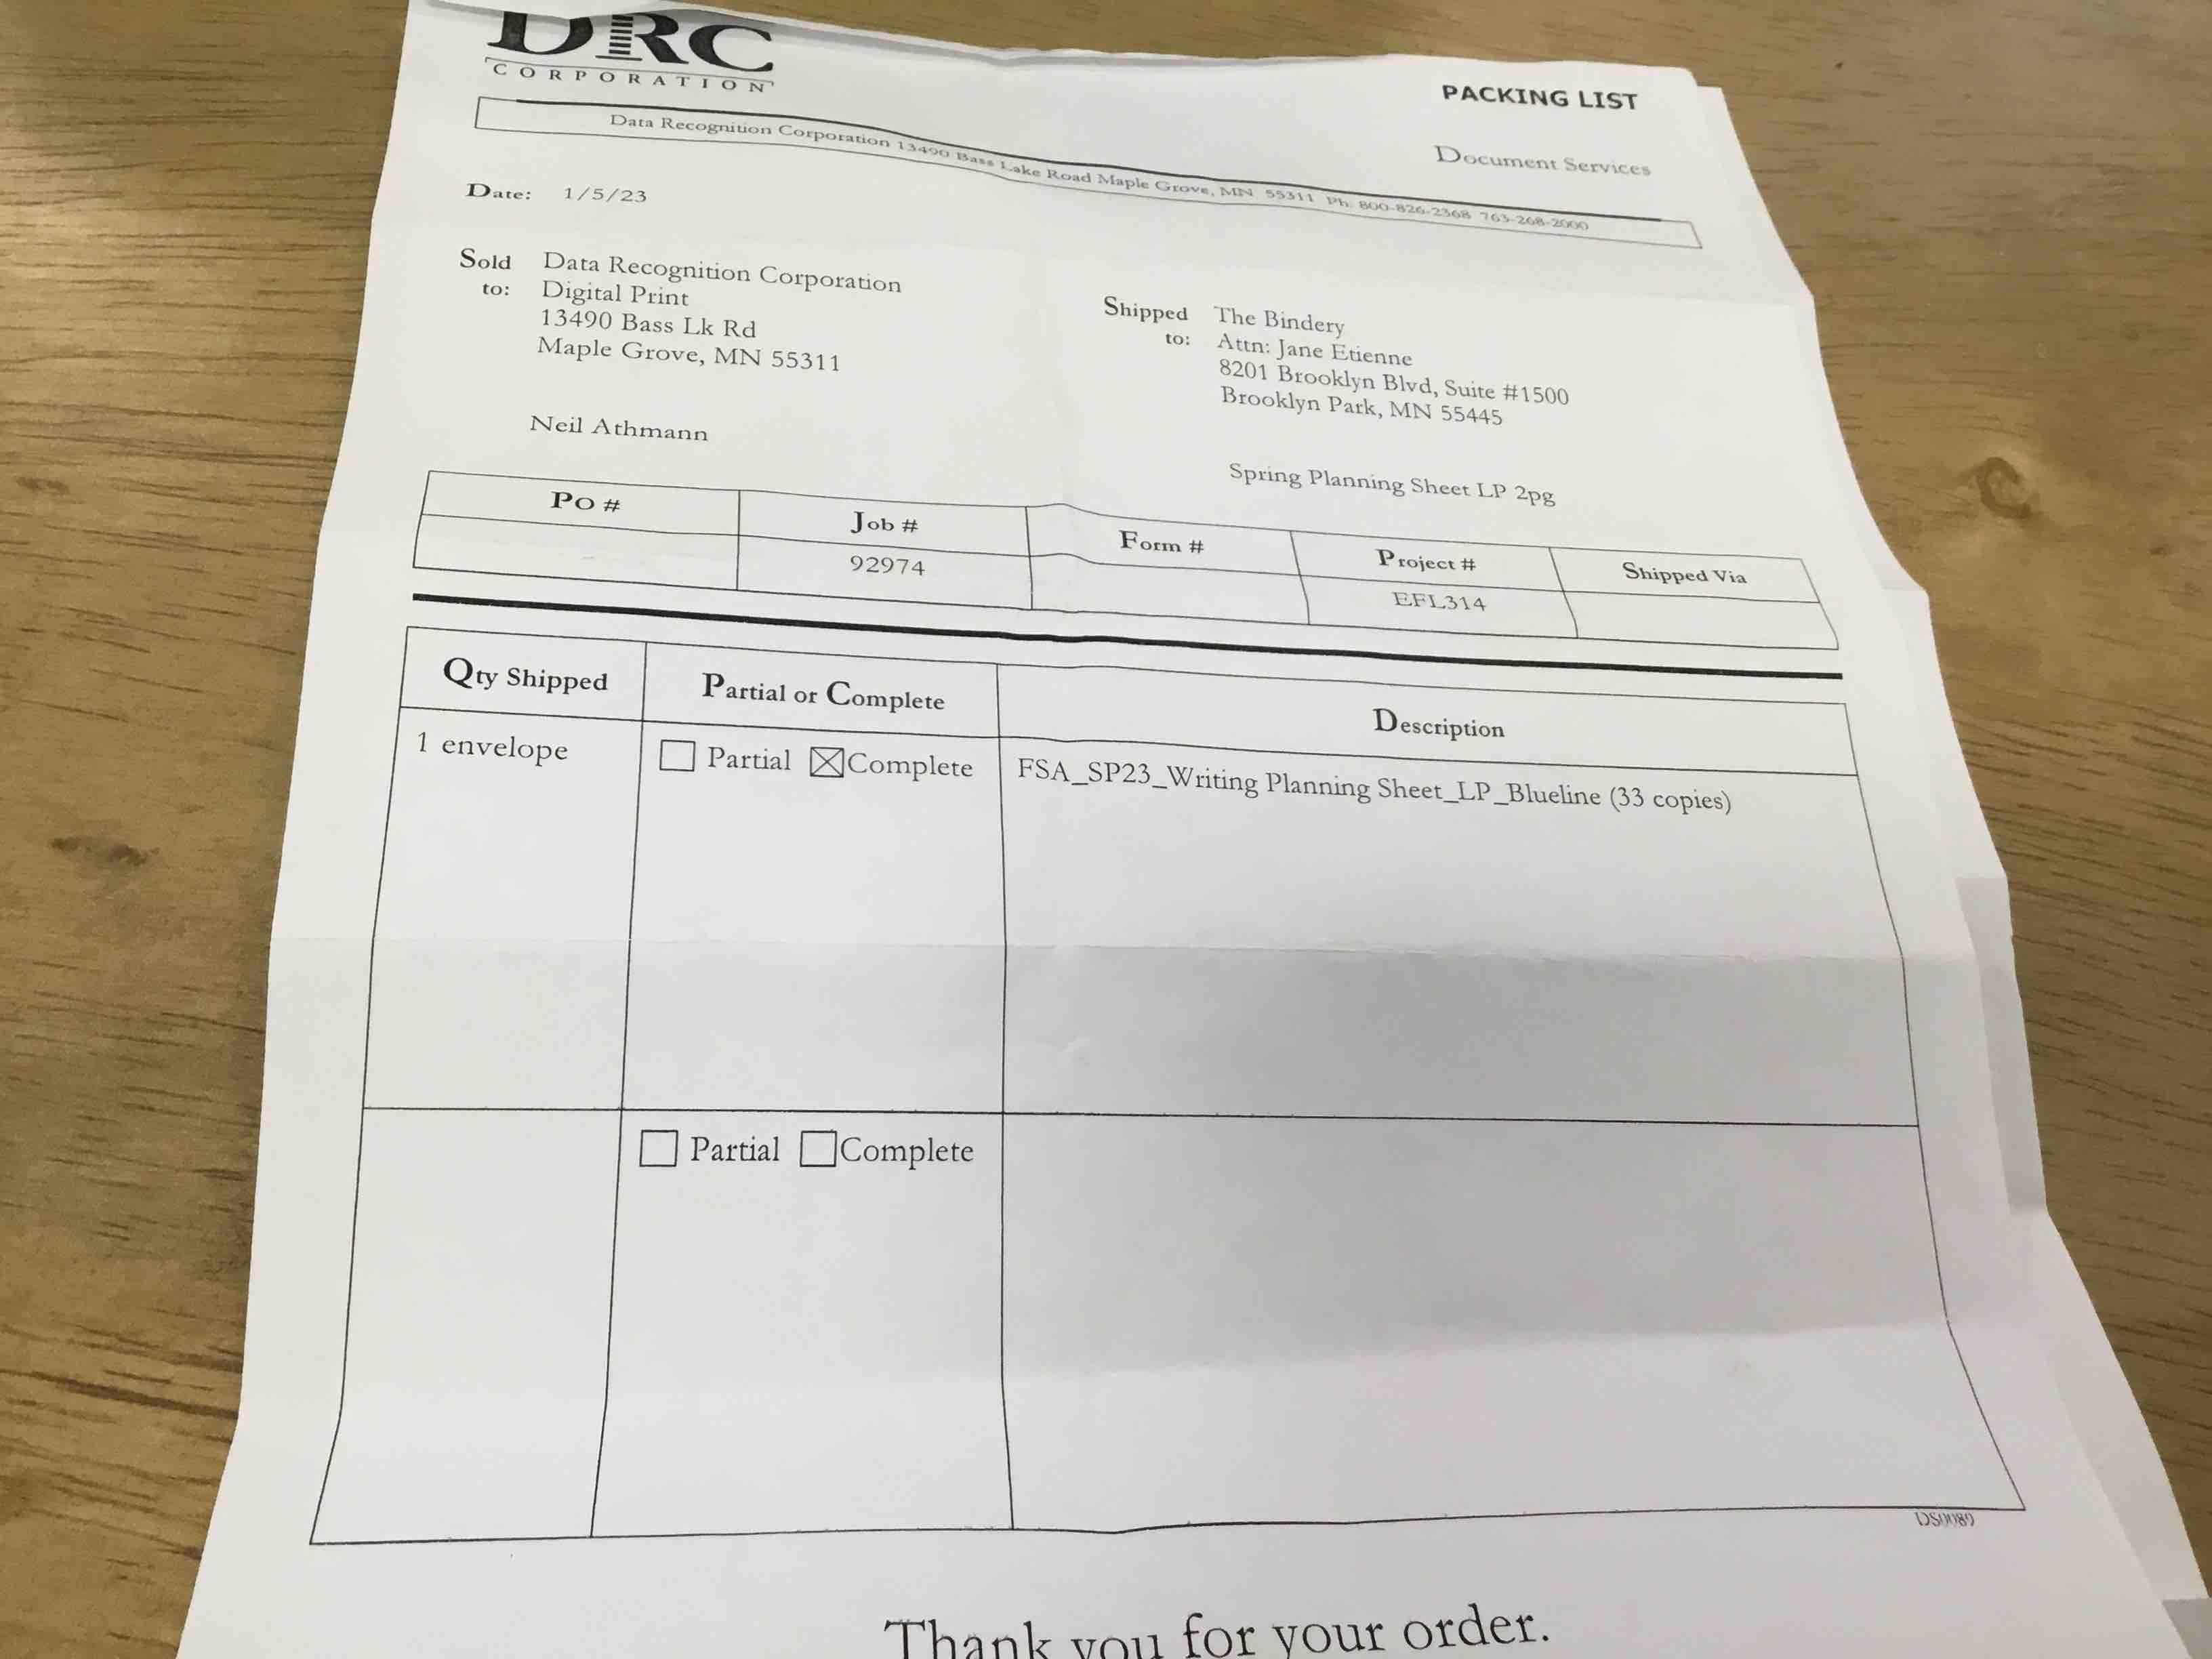 DRC
CORPORATION
PACKING LIST
Document Services
Data Recognition Corporation 13490 Bass Lake Road Maple Grove, MN 55311 Ph. 800-826-2368 763-268-2000
Date: 1/5/23
Sold to:
Data Recognition Corporation
Digital Print
13490 Bass Lk Rd
Maple Grove, MN 55311
Neil Athmann
Shipped to:
The Bindery
Attn: Jane Etienne
8201 Brooklyn Blvd, Suite #1500
Brooklyn Park, MN 55445
Spring Planning Sheet LP 2pg
PO # Job # Form # Project # Shipped Via
92974 EFL314
Qty Shipped Partial or Complete Description
1 envelope ☐ Partial ☒Complete FSA_SP23_Writing Planning Sheet_LP_Blueline (33 copies)
☐ Partial ☐Complete
DS0089
Thank you for your order.